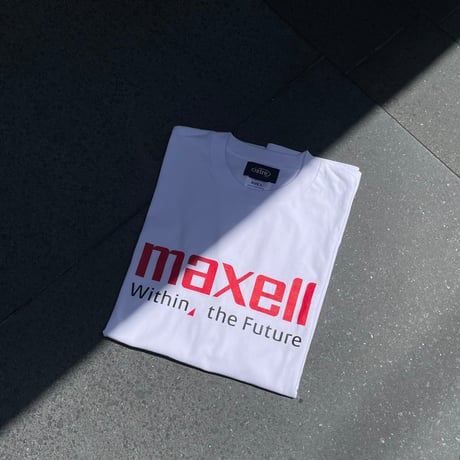 maxell
Within, the Future